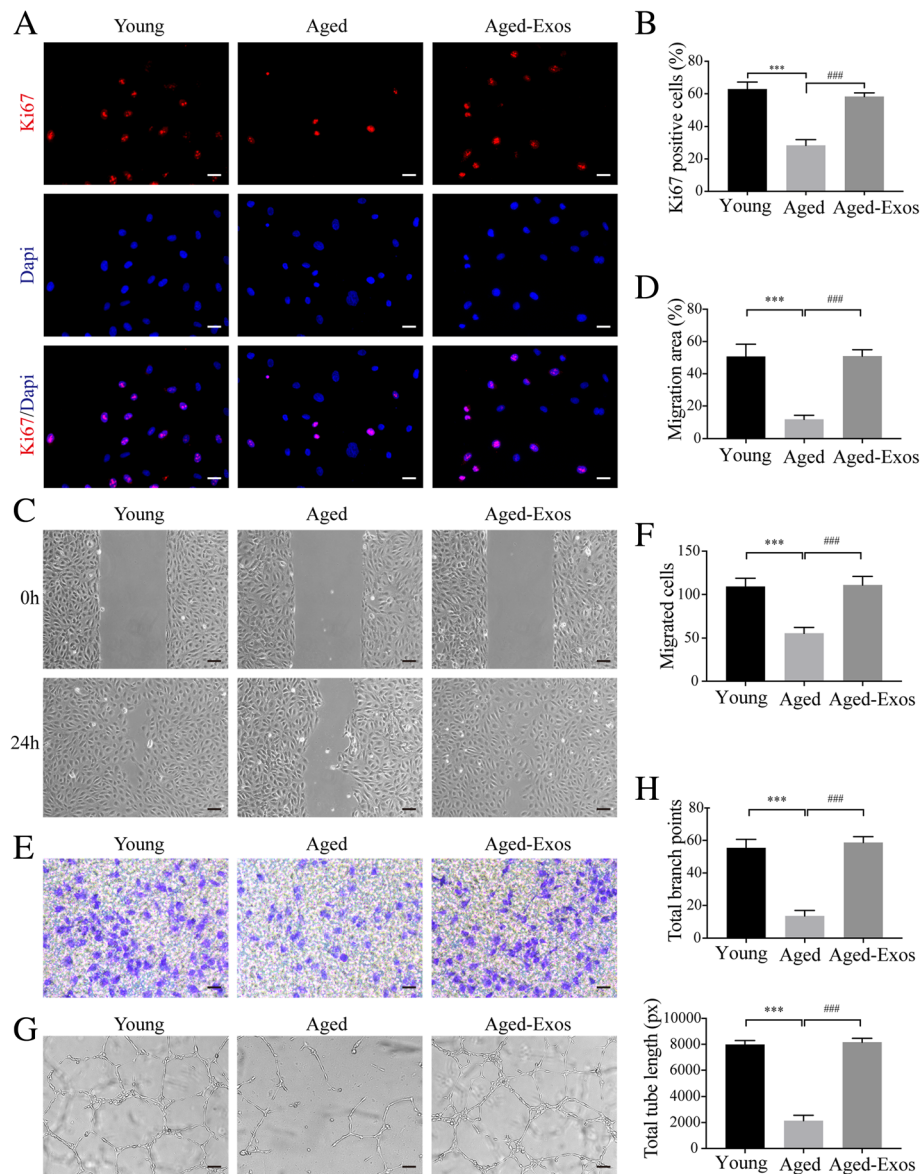 A
Young
Aged
Aged-Exos
Ki67
Dapi
Ki67/Dapi
B
Ki67 positive cells (%)
80
60
40
20
0
***
###
Young
Aged
Aged-Exos
C
Young
Aged
Aged-Exos
0h
24h
D
Migration area (%)
80
60
40
20
0
***
###
Young
Aged
Aged-Exos
E
Young
Aged
Aged-Exos
F
Migrated cells
150
100
50
0
***
###
Young
Aged
Aged-Exos
G
Young
Aged
Aged-Exos
H
Total branch points
80
60
40
20
0
***
###
Young
Aged
Aged-Exos
Total tube length (px)
10000
8000
6000
4000
2000
0
***
###
Young
Aged
Aged-Exos